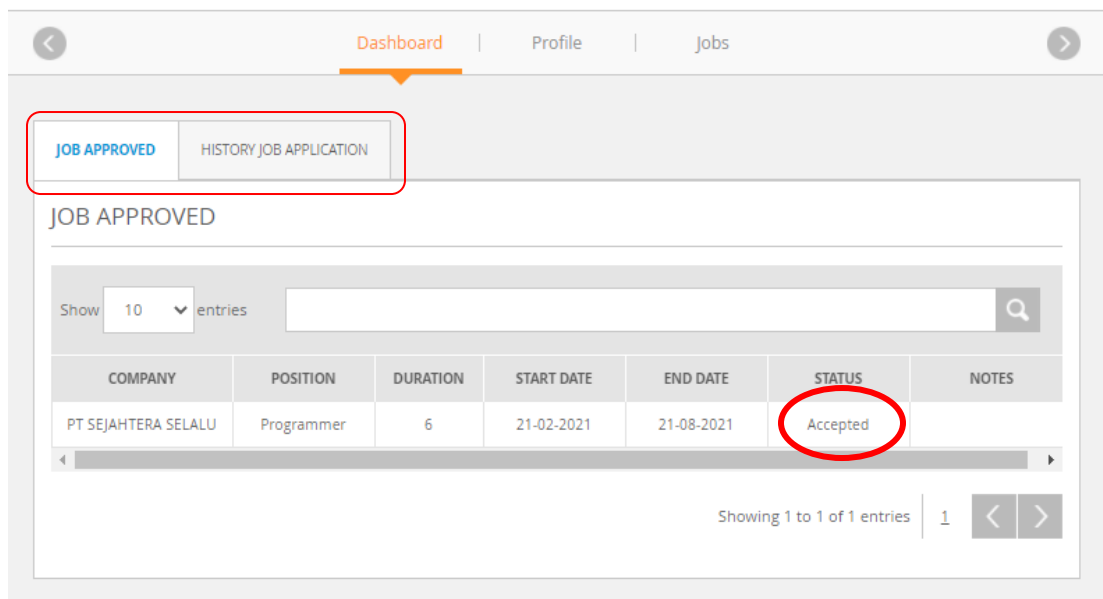 Dashboard | Profile | Jobs
JOB APPROVED HISTORY JOB APPLICATION
JOB APPROVED
Show 10 entries
COMPANY POSITION DURATION START DATE END DATE STATUS NOTES
PT SEJAHTERA SELALU Programmer 6 21-02-2021 21-08-2021 Accepted
Showing 1 to 1 of 1 entries 1